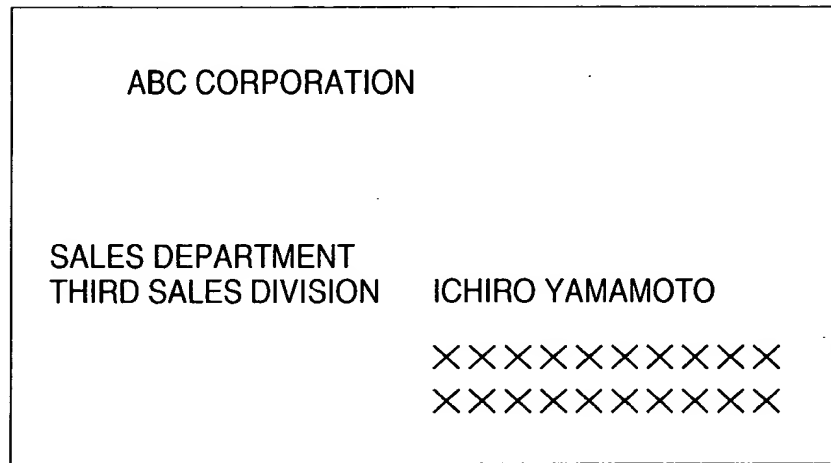 ABC CORPORATION
SALES DEPARTMENT
THIRD SALES DIVISION
ICHIRO YAMAMOTO
××××××××××
××××××××××